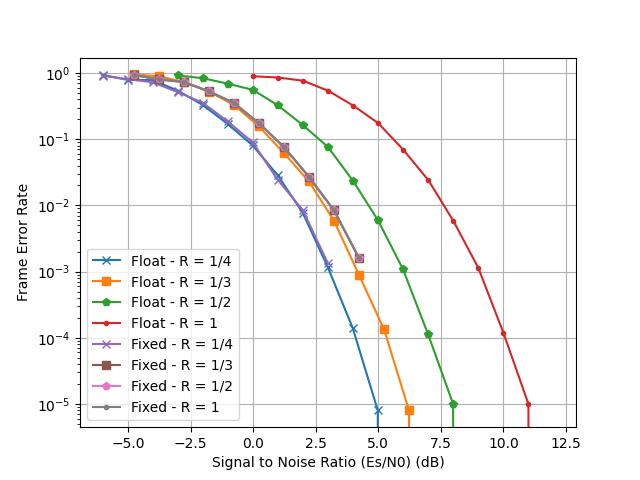 10⁰
10⁻¹
10⁻²
10⁻³
10⁻⁴
10⁻⁵
Frame Error Rate
Float - R = 1/4
Float - R = 1/3
Float - R = 1/2
Float - R = 1
Fixed - R = 1/4
Fixed - R = 1/3
Fixed - R = 1/2
Fixed - R = 1
−5.0 −2.5 0.0 2.5 5.0 7.5 10.0 12.5
Signal to Noise Ratio (Es/N0) (dB)